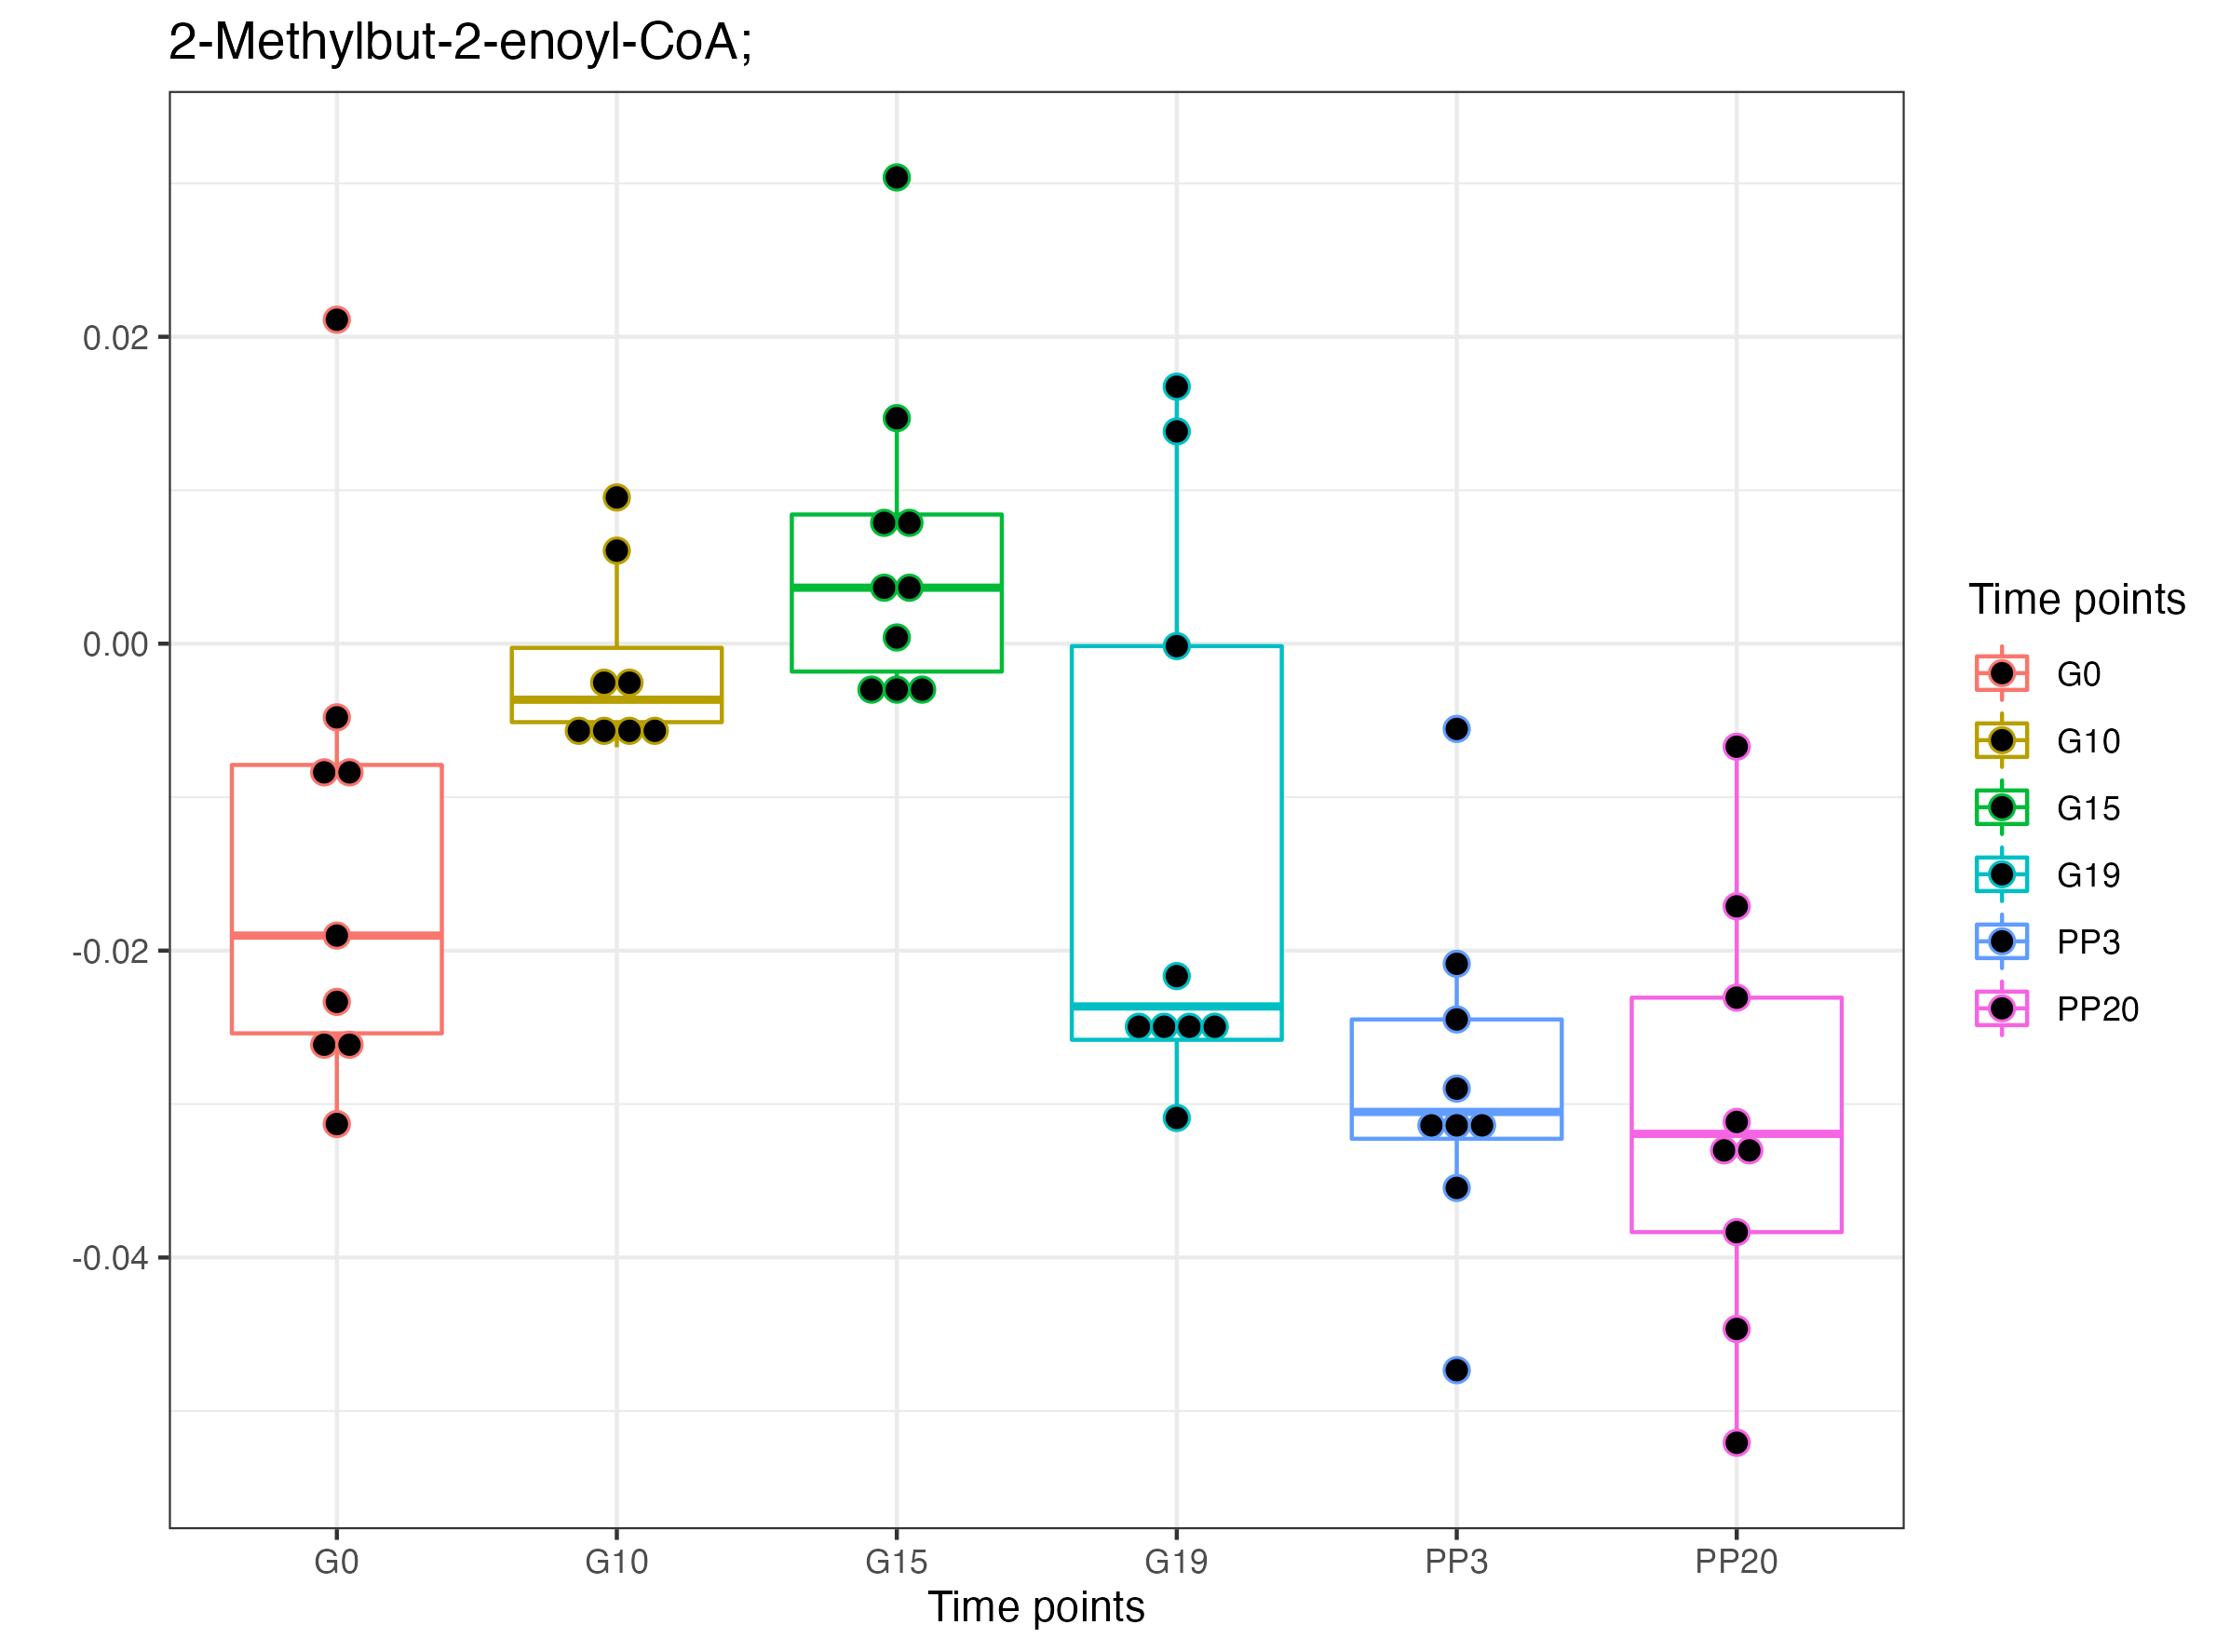 2-Methylbut-2-enoyl-CoA;
0.02
0.00
-0.02
-0.04
G0
G10
G15
G19
PP3
PP20
Time points
Time points
G0
G10
G15
G19
PP3
PP20